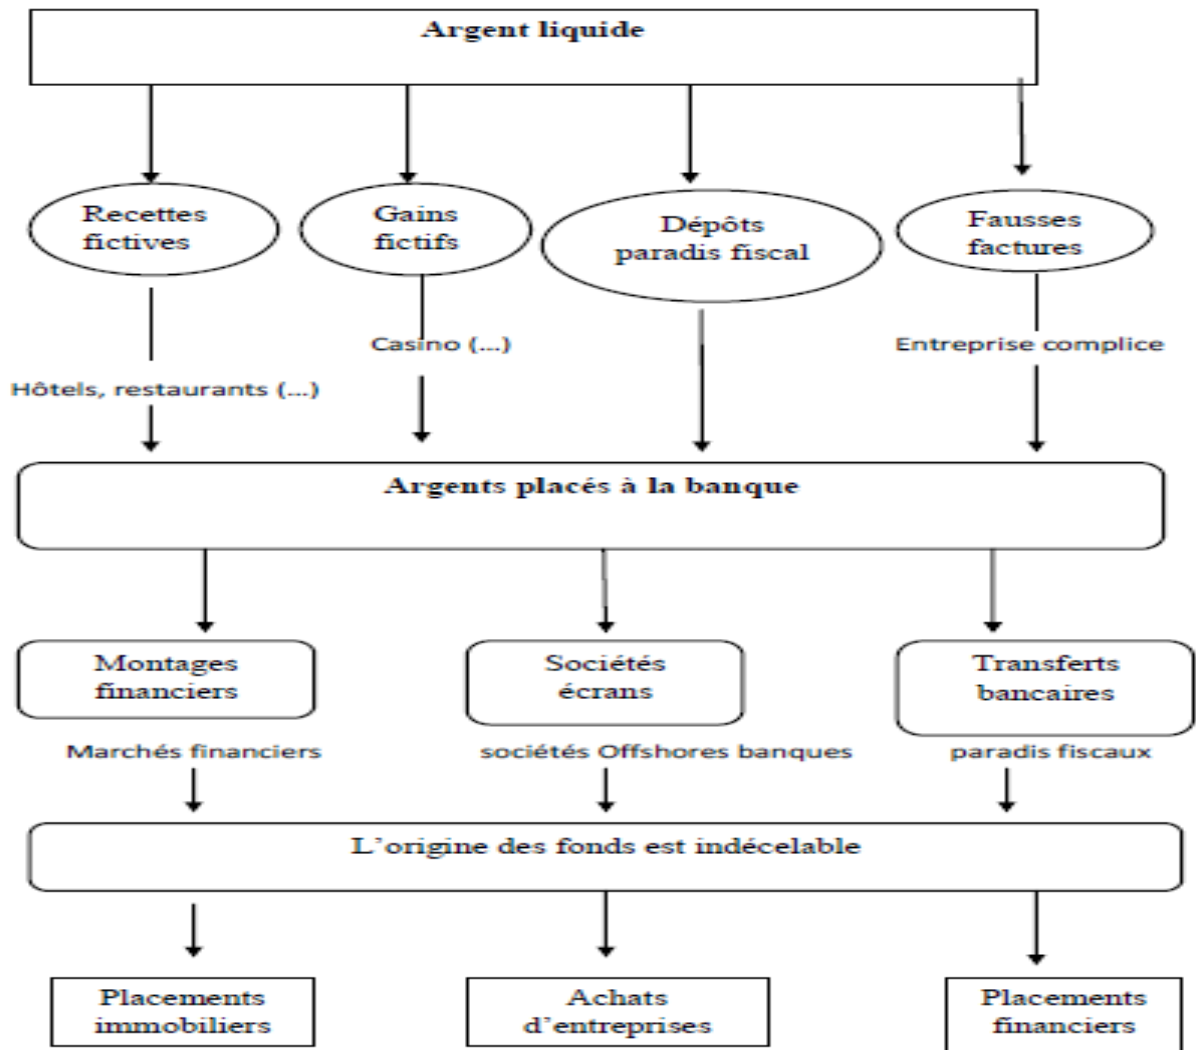 Argent liquide
Recettes
fictives
Gains
fictifs
Dépôts
paradis fiscal
Fausses
factures
Casino (...)
Entreprise complice
Hôtels, restaurants (...)
Argents placés à la banque
Montages
financiers
Sociétés
écrans
Transferts
bancaires
Marchés financiers
sociétés Offshores banques
paradis fiscaux
L'origine des fonds est indécelable
Placements
immobiliers
Achats
d'entreprises
Placements
financiers